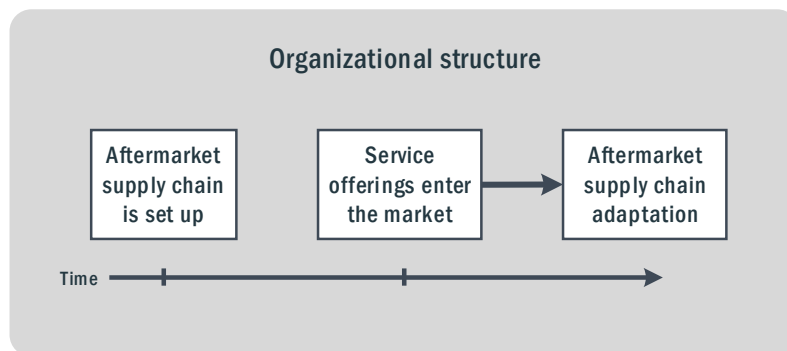 Organizational structure
Aftermarket
supply chain
is set up
Service
offerings enter
the market
Aftermarket
supply chain
adaptation
Time